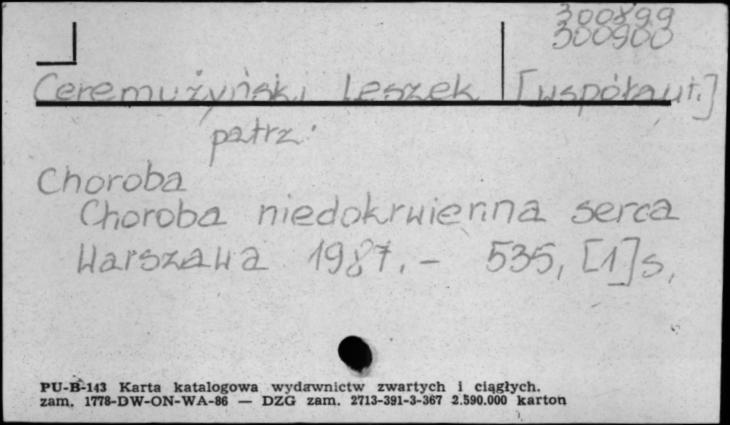 300899
300900
Ceremużyński Leszek [współaut.]
patrz:
Choroba
Choroba niedokrwienna serca
Warszawa 1987. - 535, [1] s,
PU-B-143 Karta katalogowa wydawnictw zwartych i ciągłych.
zam. 1778-DW-ON-WA-86 — DZG zam. 2713-391-3-367 2.590.000 karton